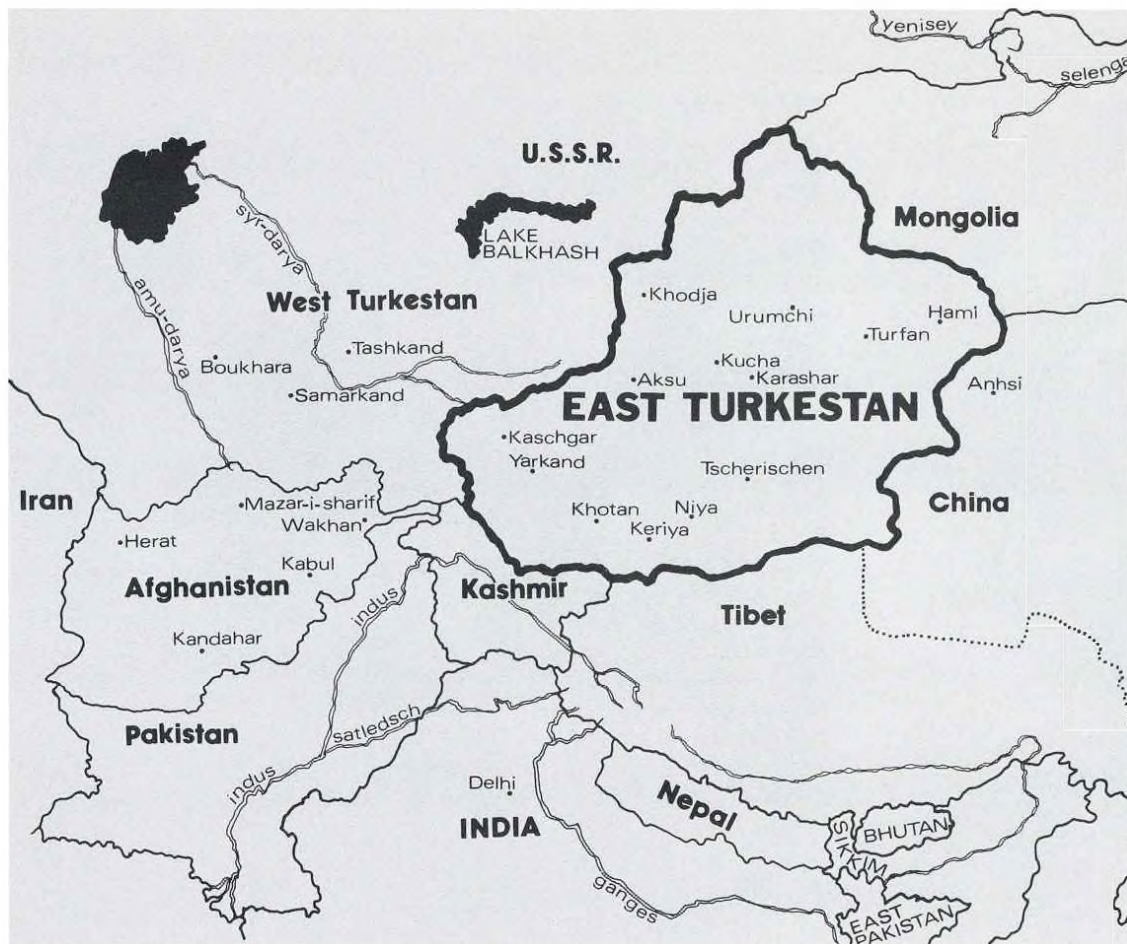 yenisey
selenga
U.S.S.R.
syr-darya
LAKE
BALKHASH
Mongolia
amu-darya
West Turkestan
Khodja
Urumchi
Hami
Turfan
Boukhara
Tashkand
Kucha
Aksu
Karashar
Anhsi
Samarkand
EAST TURKESTAN
Kaschgar
Yarkand
Tscherischen
Iran
Mazar-i-sharif
Wakhan
Khotan
Niya
Keriya
China
Herat
Kabul
Afghanistan
indus
Kashmir
Tibet
Kandahar
Pakistan
satledsch
indus
Delhi
INDIA
Nepal
SIKKIM
BHUTAN
ganges
EAST
PAKISTAN